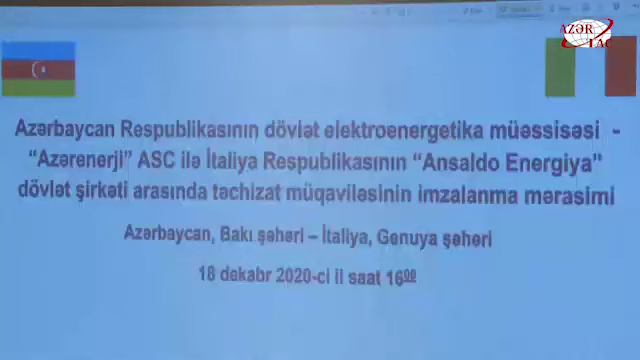 AZƏR TAC
Azərbaycan Respublikasının dövlət elektroenergetika müəssisəsi -
“Azərenerji” ASC ilə İtaliya Respublikasının “Ansaldo Energiya”
dövlət şirkəti arasında təchizat müqaviləsinin imzalanma mərasimi
Azərbaycan, Bakı şəhəri – İtaliya, Genuya şəhəri
18 dekabr 2020-ci il saat 16⁰⁰